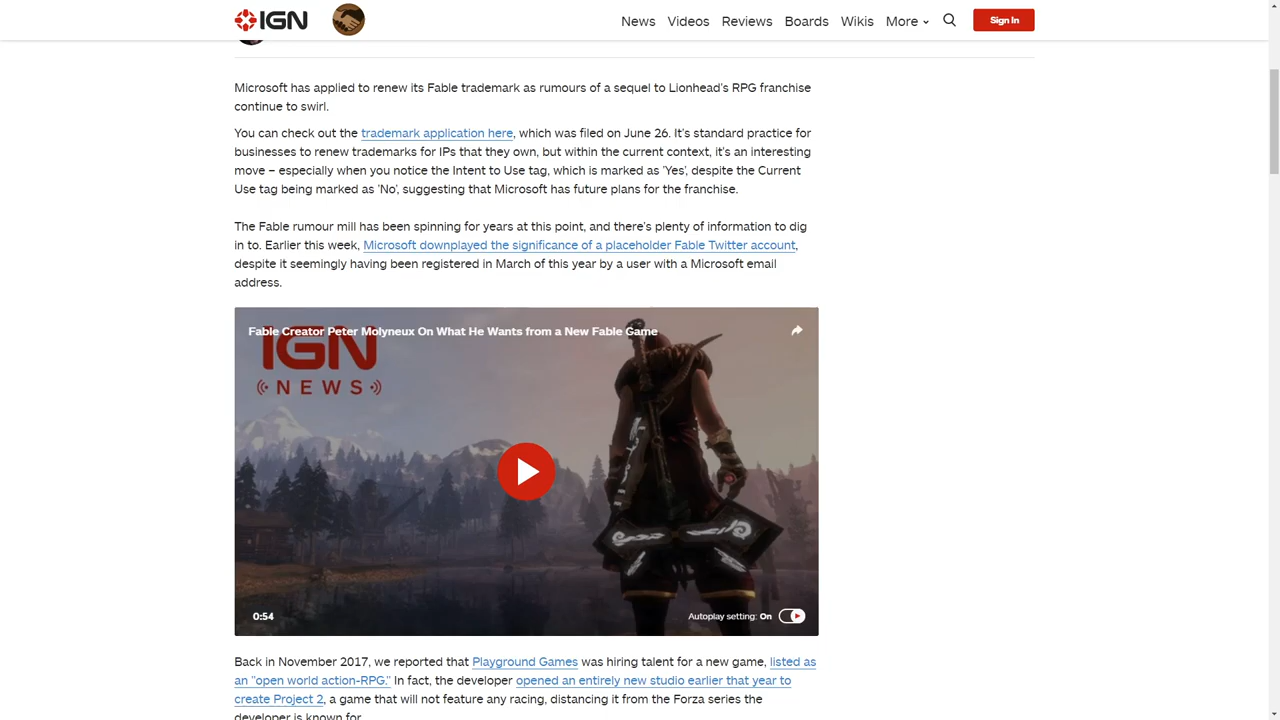 IGN
News Videos Reviews Boards Wikis More Sign In
Microsoft has applied to renew its Fable trademark as rumours of a sequel to Lionhead's RPG franchise
continue to swirl.
You can check out the trademark application here, which was filed on June 26. It's standard practice for
businesses to renew trademarks for IPs that they own, but within the current context, it's an interesting
move – especially when you notice the Intent to Use tag, which is marked as 'Yes', despite the Current
Use tag being marked as 'No', suggesting that Microsoft has future plans for the franchise.
The Fable rumour mill has been spinning for years at this point, and there's plenty of information to dig
in to. Earlier this week, Microsoft downplayed the significance of a placeholder Fable Twitter account,
despite it seemingly having been registered in March of this year by a user with a Microsoft email
address.
Fable Creator Peter Molyneux On What He Wants from a New Fable Game
IGN
NEWS
0:54
Autoplay setting: On
Back in November 2017, we reported that Playground Games was hiring talent for a new game, listed as
an "open world action-RPG." In fact, the developer opened an entirely new studio earlier that year to
create Project 2, a game that will not feature any racing, distancing it from the Forza series the
developer is known for.